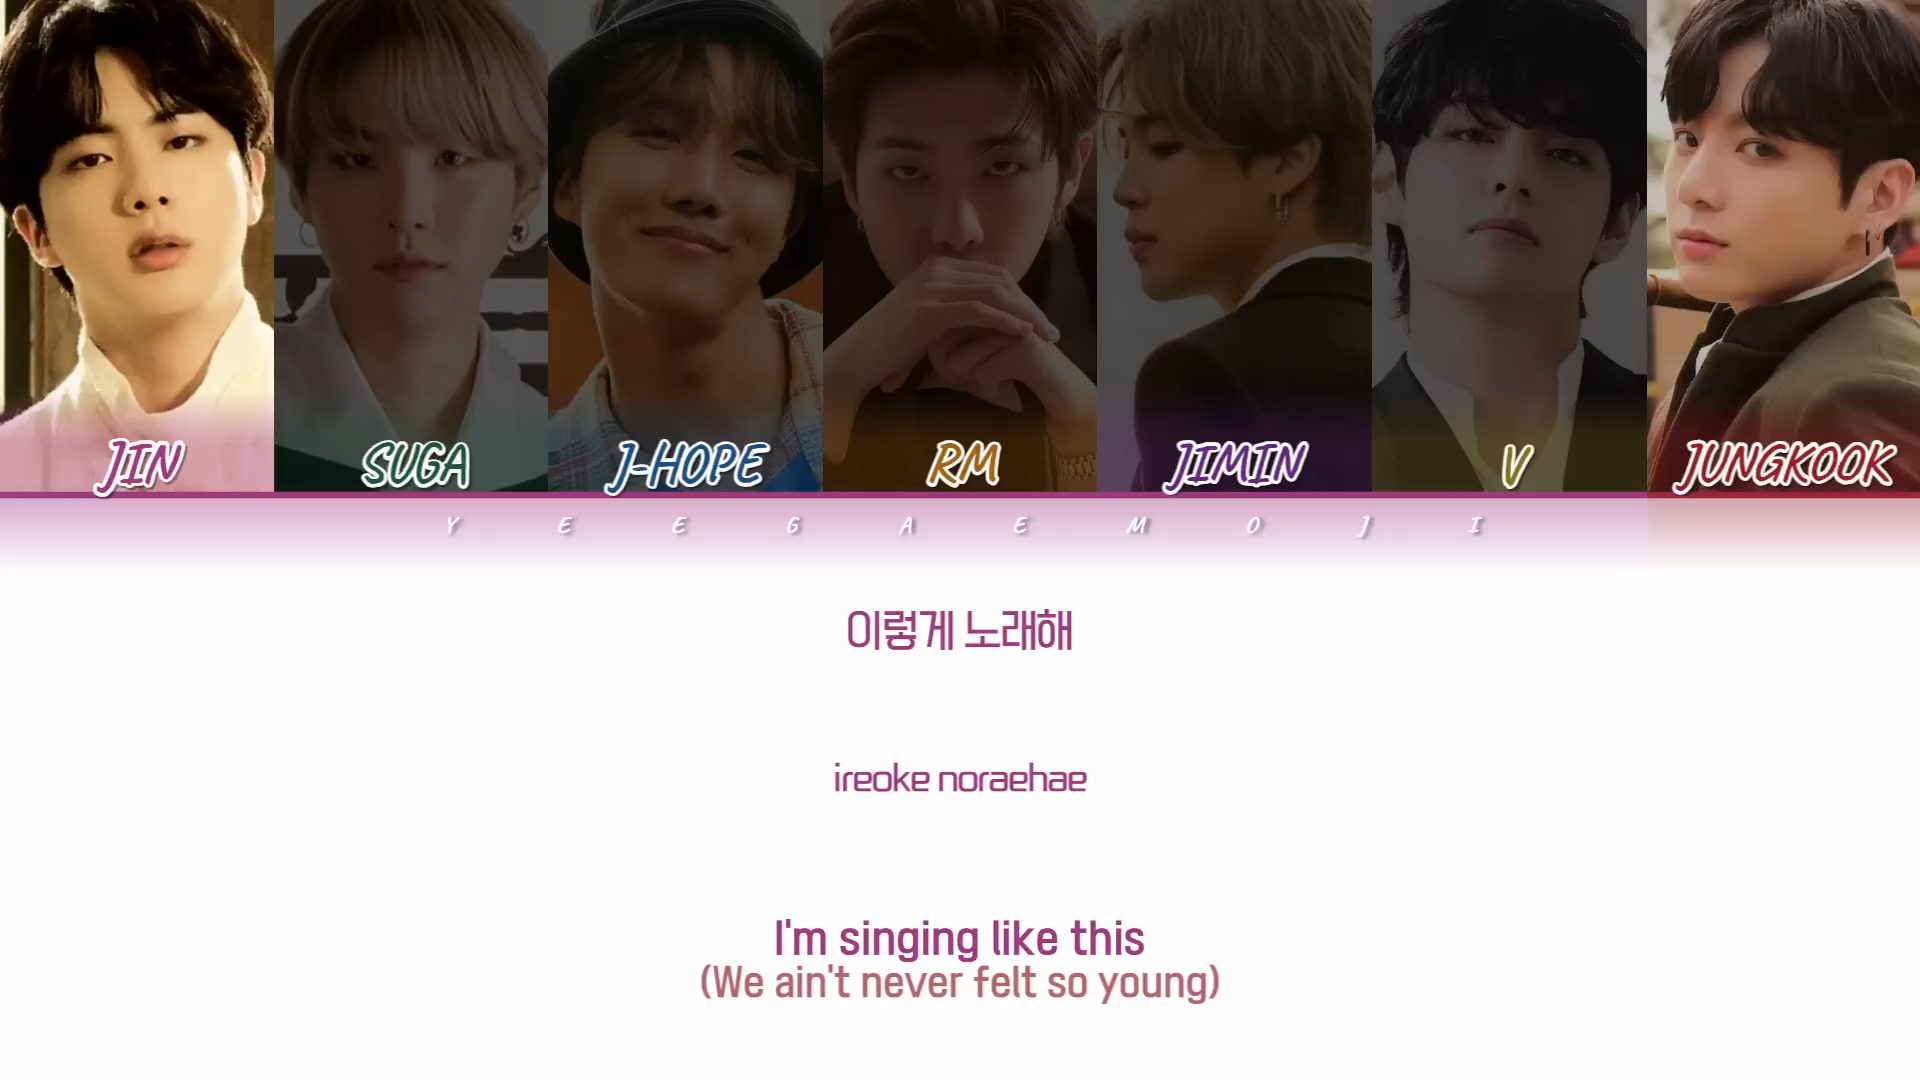 JIN
SUGA
J-HOPE
RM
JIMIN
V
JUNGKOOK
Y E E G A E M O J I
이렇게 노래해
ireoke noraehae
I'm singing like this
(We ain't never felt so young)